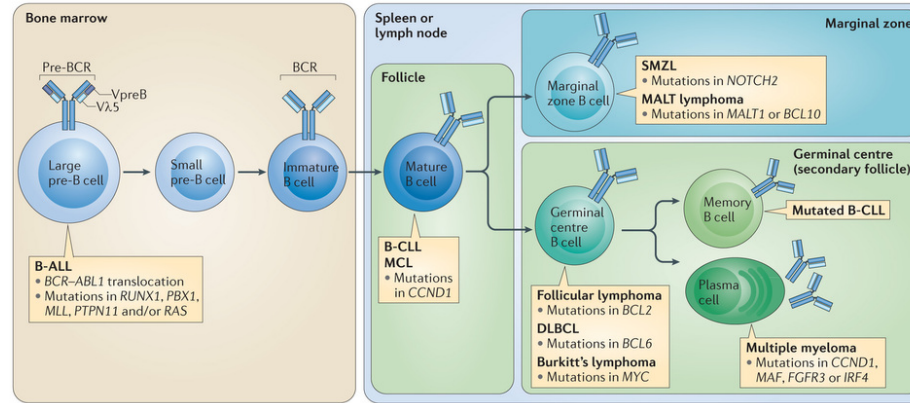 Bone marrow
Pre-BCR
VpreB
Vλ5
Large
pre-B cell
B-ALL
• BCR–ABL1 translocation
• Mutations in RUNX1, PBX1,
MLL, PTPN11 and/or RAS
Small
pre-B cell
BCR
Immature
B cell
Spleen or
lymph node
Follicle
Mature
B cell
B-CLL
MCL
• Mutations
in CCND1
Marginal zone
Marginal
zone B cell
SMZL
• Mutations in NOTCH2
MALT lymphoma
• Mutations in MALT1 or BCL10
Germinal centre
(secondary follicle)
Germinal
centre
B cell
Follicular lymphoma
• Mutations in BCL2
DLBCL
• Mutations in BCL6
Burkitt's lymphoma
• Mutations in MYC
Memory
B cell
Mutated B-CLL
Plasma
cell
Multiple myeloma
• Mutations in CCND1,
MAF, FGFR3 or IRF4